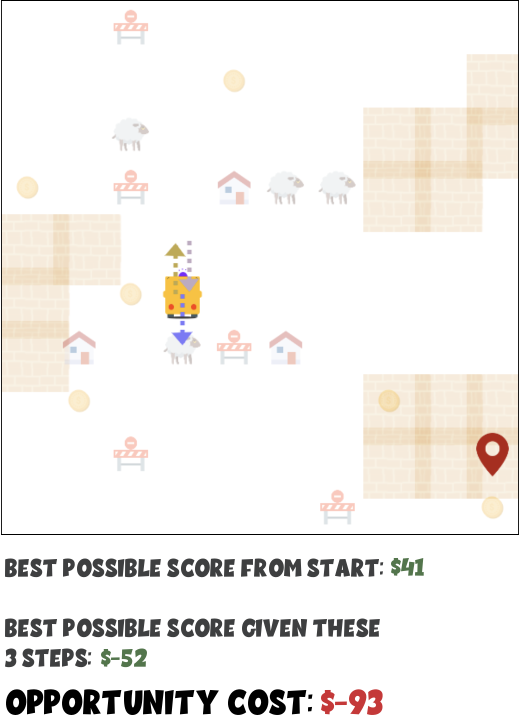 BEST POSSIBLE SCORE FROM START: $41
BEST POSSIBLE SCORE GIVEN THESE
3 STEPS: $-52
OPPORTUNITY COST: $-93